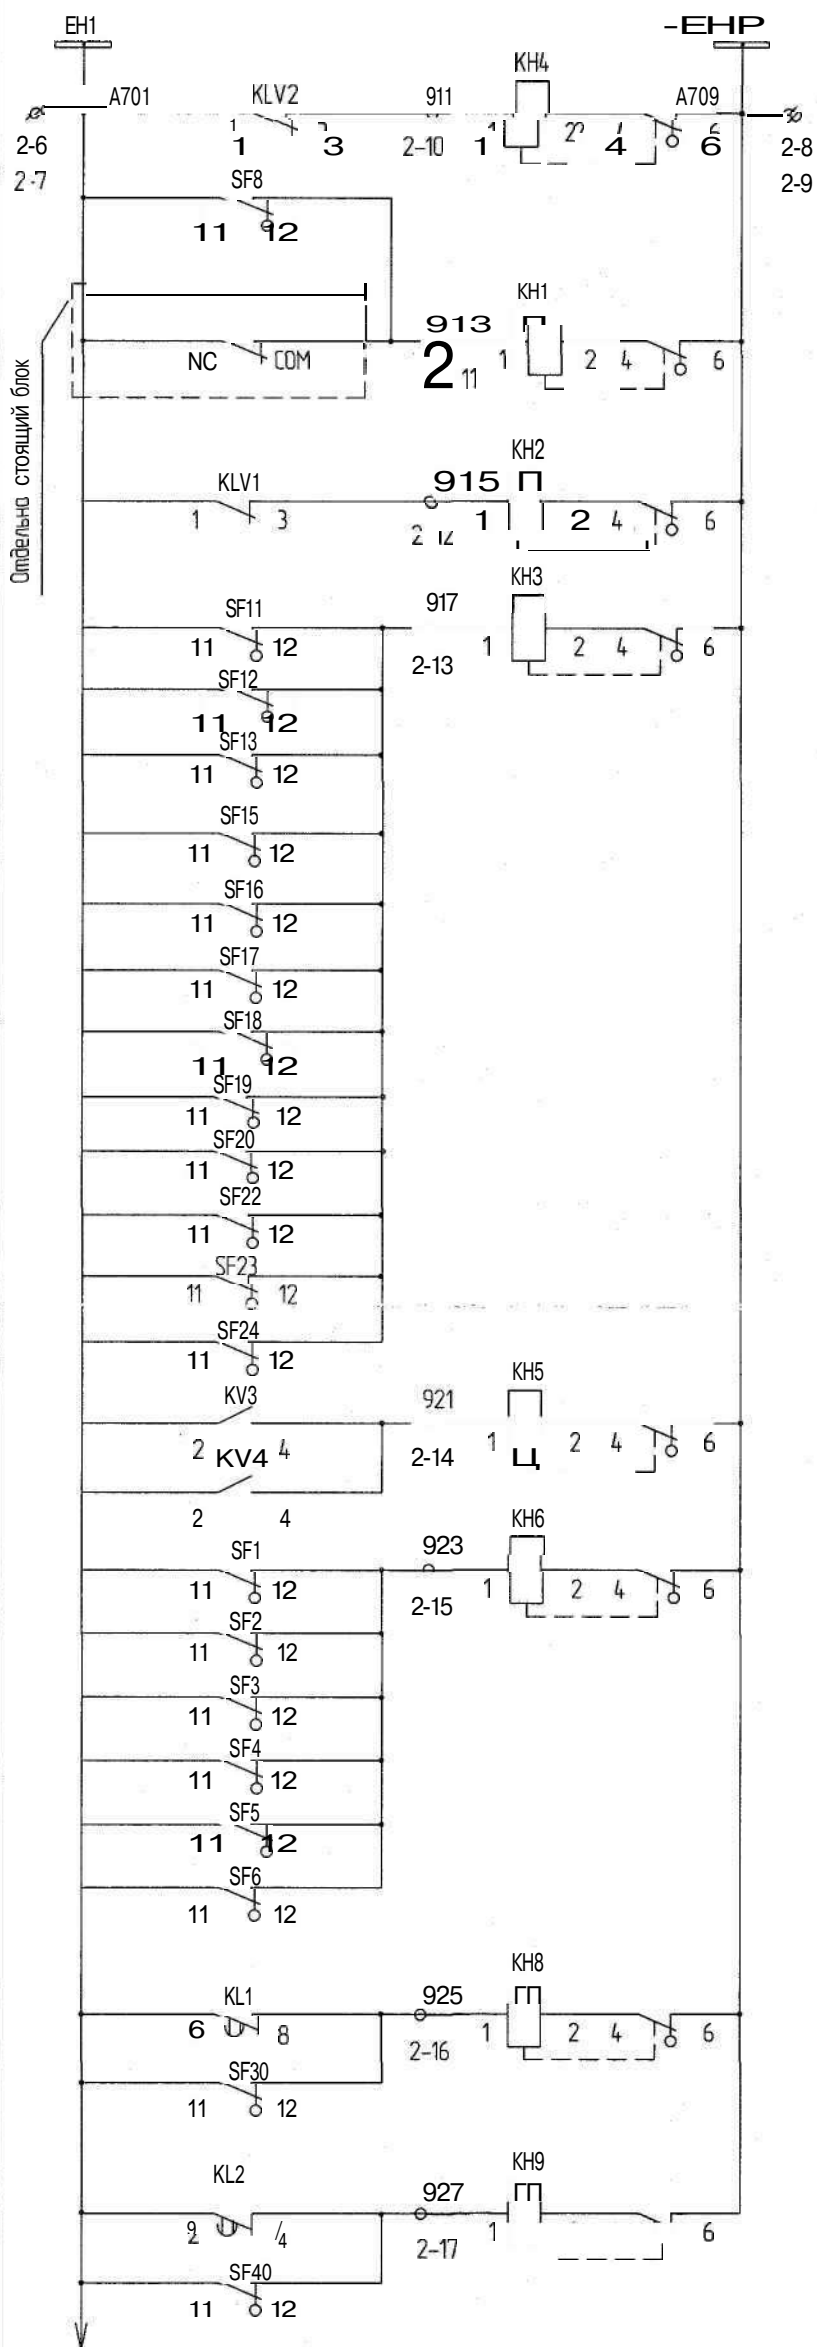 EH1 -EHP
KH4
A701 KLV2 911 A709
2-6 1 3 2-10 1 2 4 6 2-8
2-7 SF8 2-9
11 12
KH1
913
NC COM 2 11 1 2 4 6
Отдельно стоящий блок
KH2
KLV1 915 П
1 3 2 12 1 2 4 6
KH3
SF11 917
11 12 2-13 1 2 4 6
SF12
11 12
SF13
11 12
SF15
11 12
SF16
11 12
SF17
11 12
SF18
11 12
SF19
11 12
SF20
11 12
SF22
11 12
SF23
11 12
SF24
11 12
KH5
KV3 921
2 4 2-14 1 Ц 2 4 6
KV4
2 4
KH6
SF1 923
11 12 2-15 1 2 4 6
SF2
11 12
SF3
11 12
SF4
11 12
SF5
11 12
SF6
11 12
KH8
KL1 925 ГП
6 8 2-16 1 2 4 6
SF30
11 12
KH9
KL2 927 ГП
2 /4 2-17 1 6
SF40
11 12